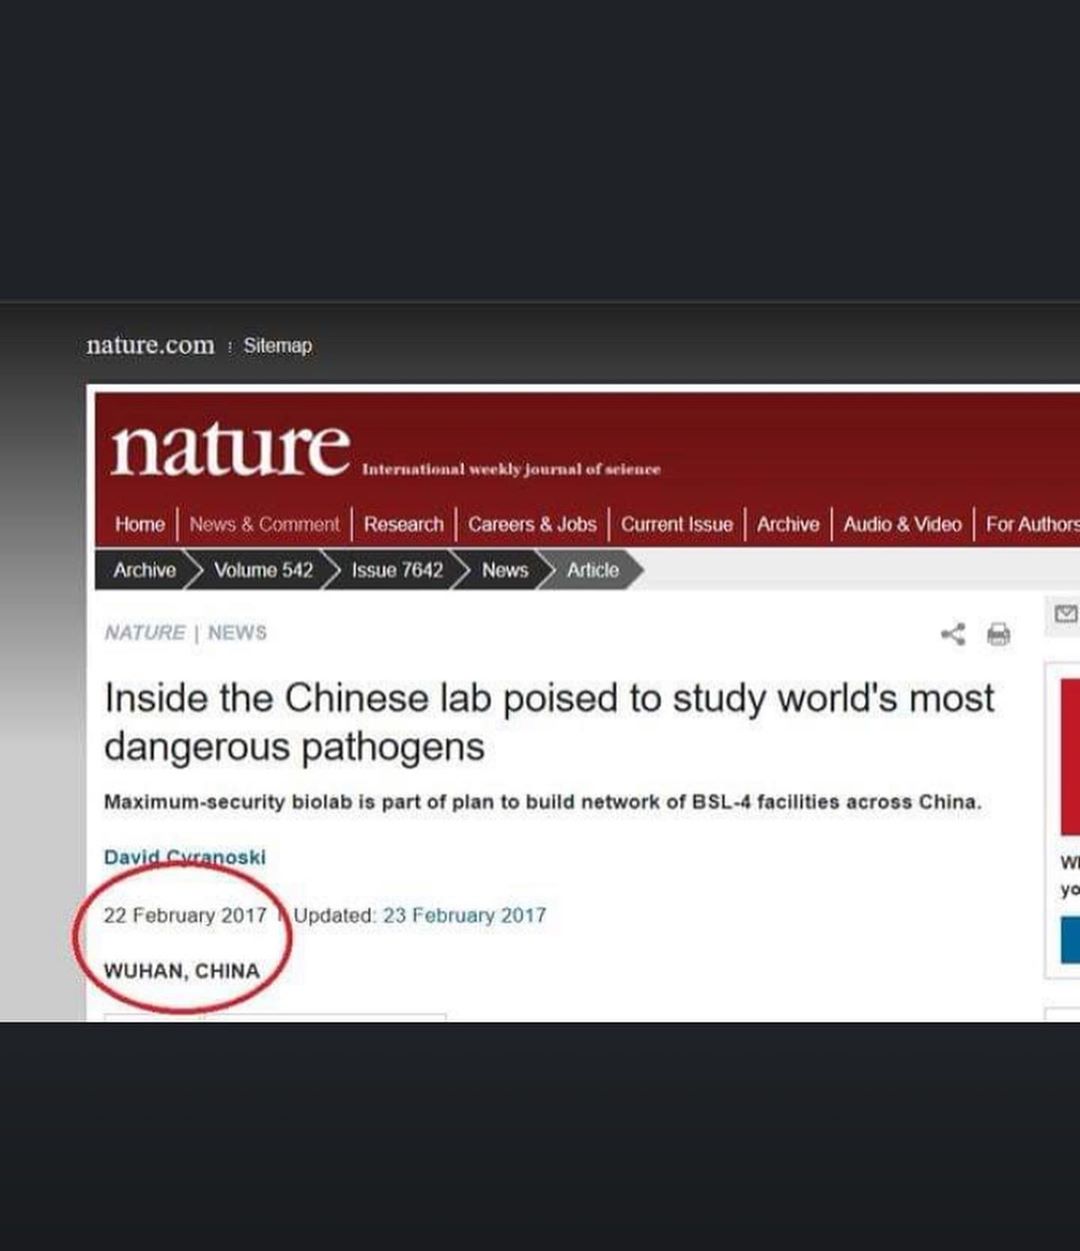 nature.com : Sitemap
nature International weekly journal of science
Home News & Comment Research Careers & Jobs Current Issue Archive Audio & Video For Authors
Archive Volume 542 Issue 7642 News Article
NATURE | NEWS
Inside the Chinese lab poised to study world's most
dangerous pathogens
Maximum-security biolab is part of plan to build network of BSL-4 facilities across China.
David Cyranoski
22 February 2017 | Updated: 23 February 2017
WUHAN, CHINA
yo